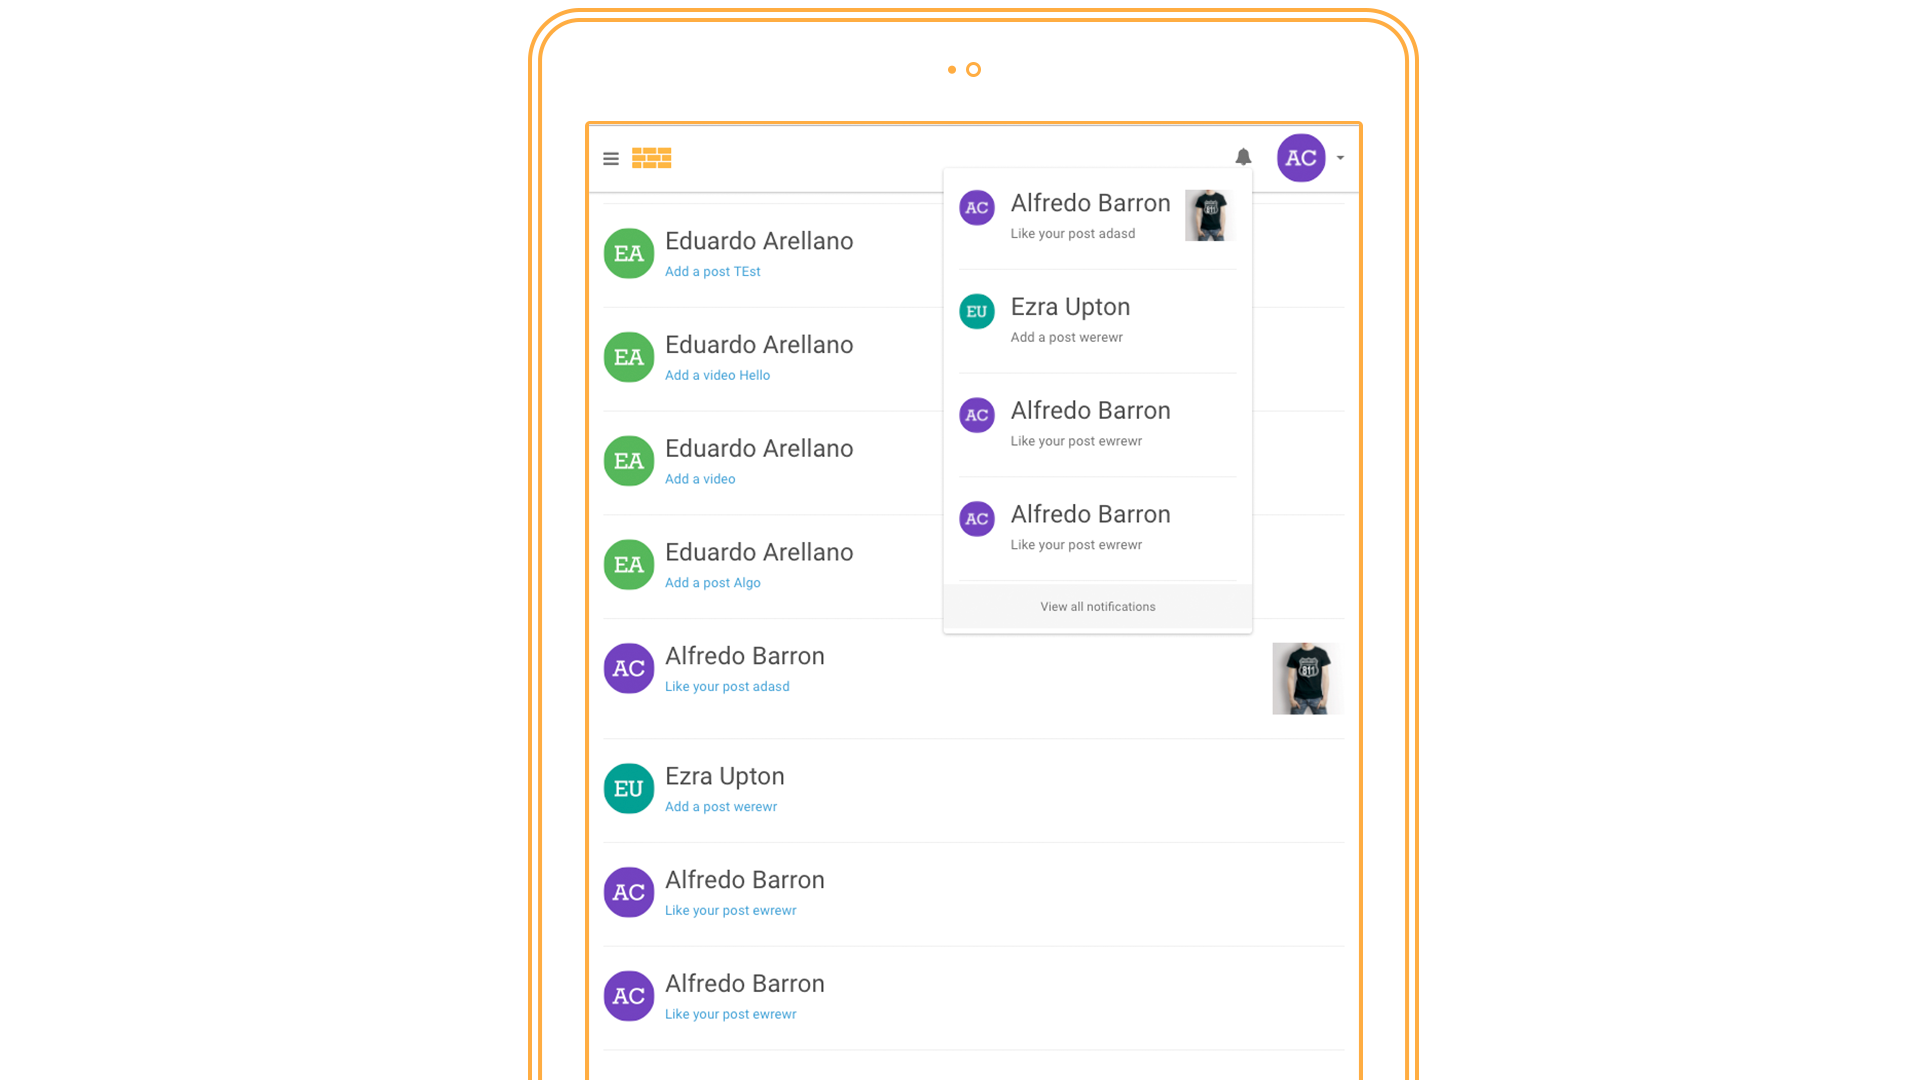 AC
EA
Eduardo Arellano
Add a post TEst
EA
Eduardo Arellano
Add a video Hello
EA
Eduardo Arellano
Add a video
EA
Eduardo Arellano
Add a post Algo
AC
Alfredo Barron
Like your post adasd
811
EU
Ezra Upton
Add a post werewr
AC
Alfredo Barron
Like your post ewrewr
AC
Alfredo Barron
Like your post ewrewr
AC
Alfredo Barron
Like your post adasd
811
EU
Ezra Upton
Add a post werewr
AC
Alfredo Barron
Like your post ewrewr
AC
Alfredo Barron
Like your post ewrewr
View all notifications